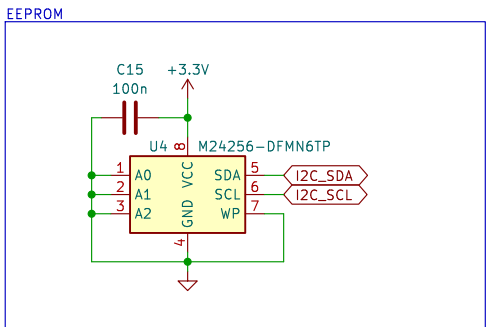 EEPROM
C15
100n
+3.3V
U4
M24256-DFMN6TP
8
VCC
1 A0
2 A1
3 A2
SDA 5
SCL 6
WP 7
I2C_SDA
I2C_SCL
GND
4